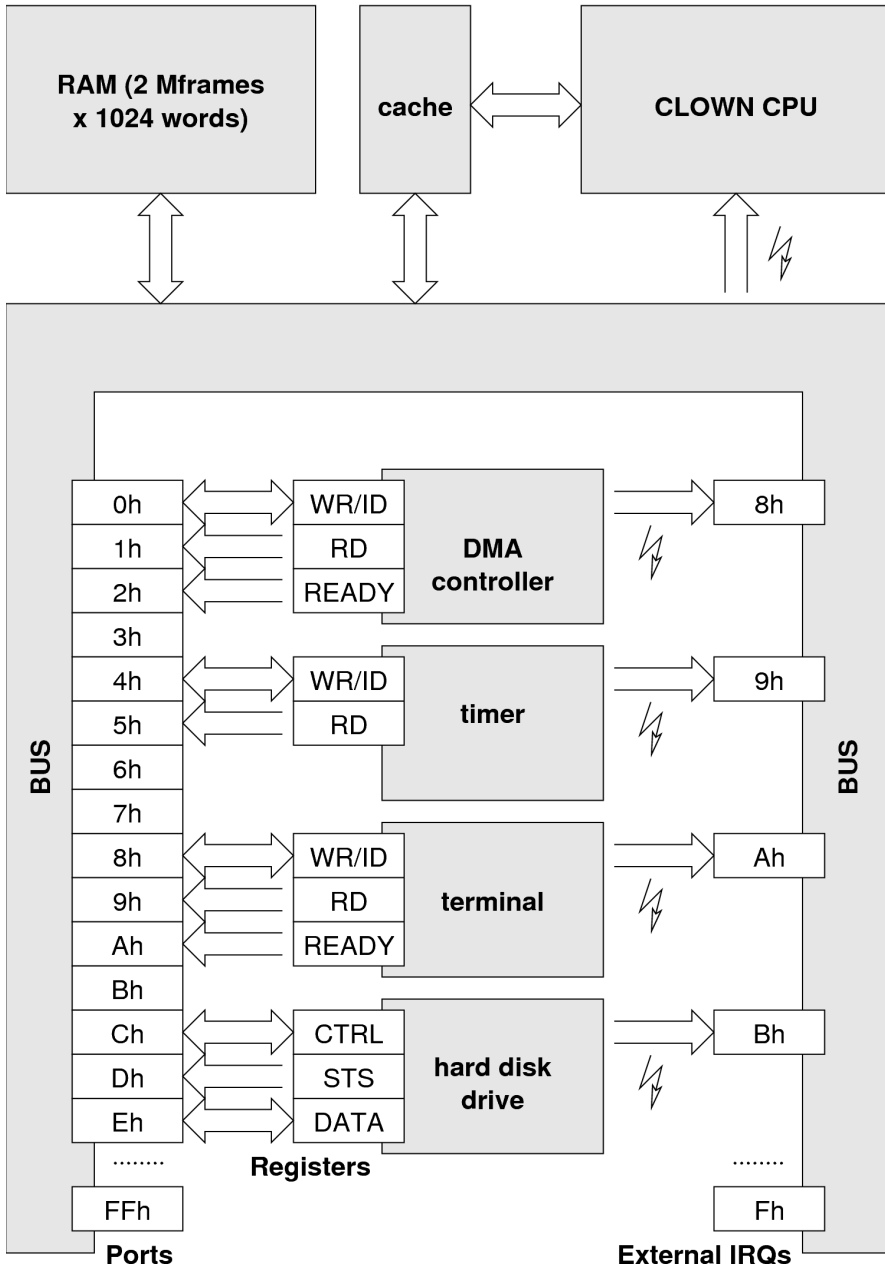 RAM (2 Mframes
x 1024 words)
cache
CLOWN CPU
BUS
0h
1h
2h
3h
4h
5h
6h
7h
8h
9h
Ah
Bh
Ch
Dh
Eh
........
FFh
Ports
WR/ID
RD
READY
DMA
controller
WR/ID
RD
timer
WR/ID
RD
READY
terminal
CTRL
STS
DATA
hard disk
drive
Registers
8h
9h
Ah
Bh
........
Fh
External IRQs
BUS